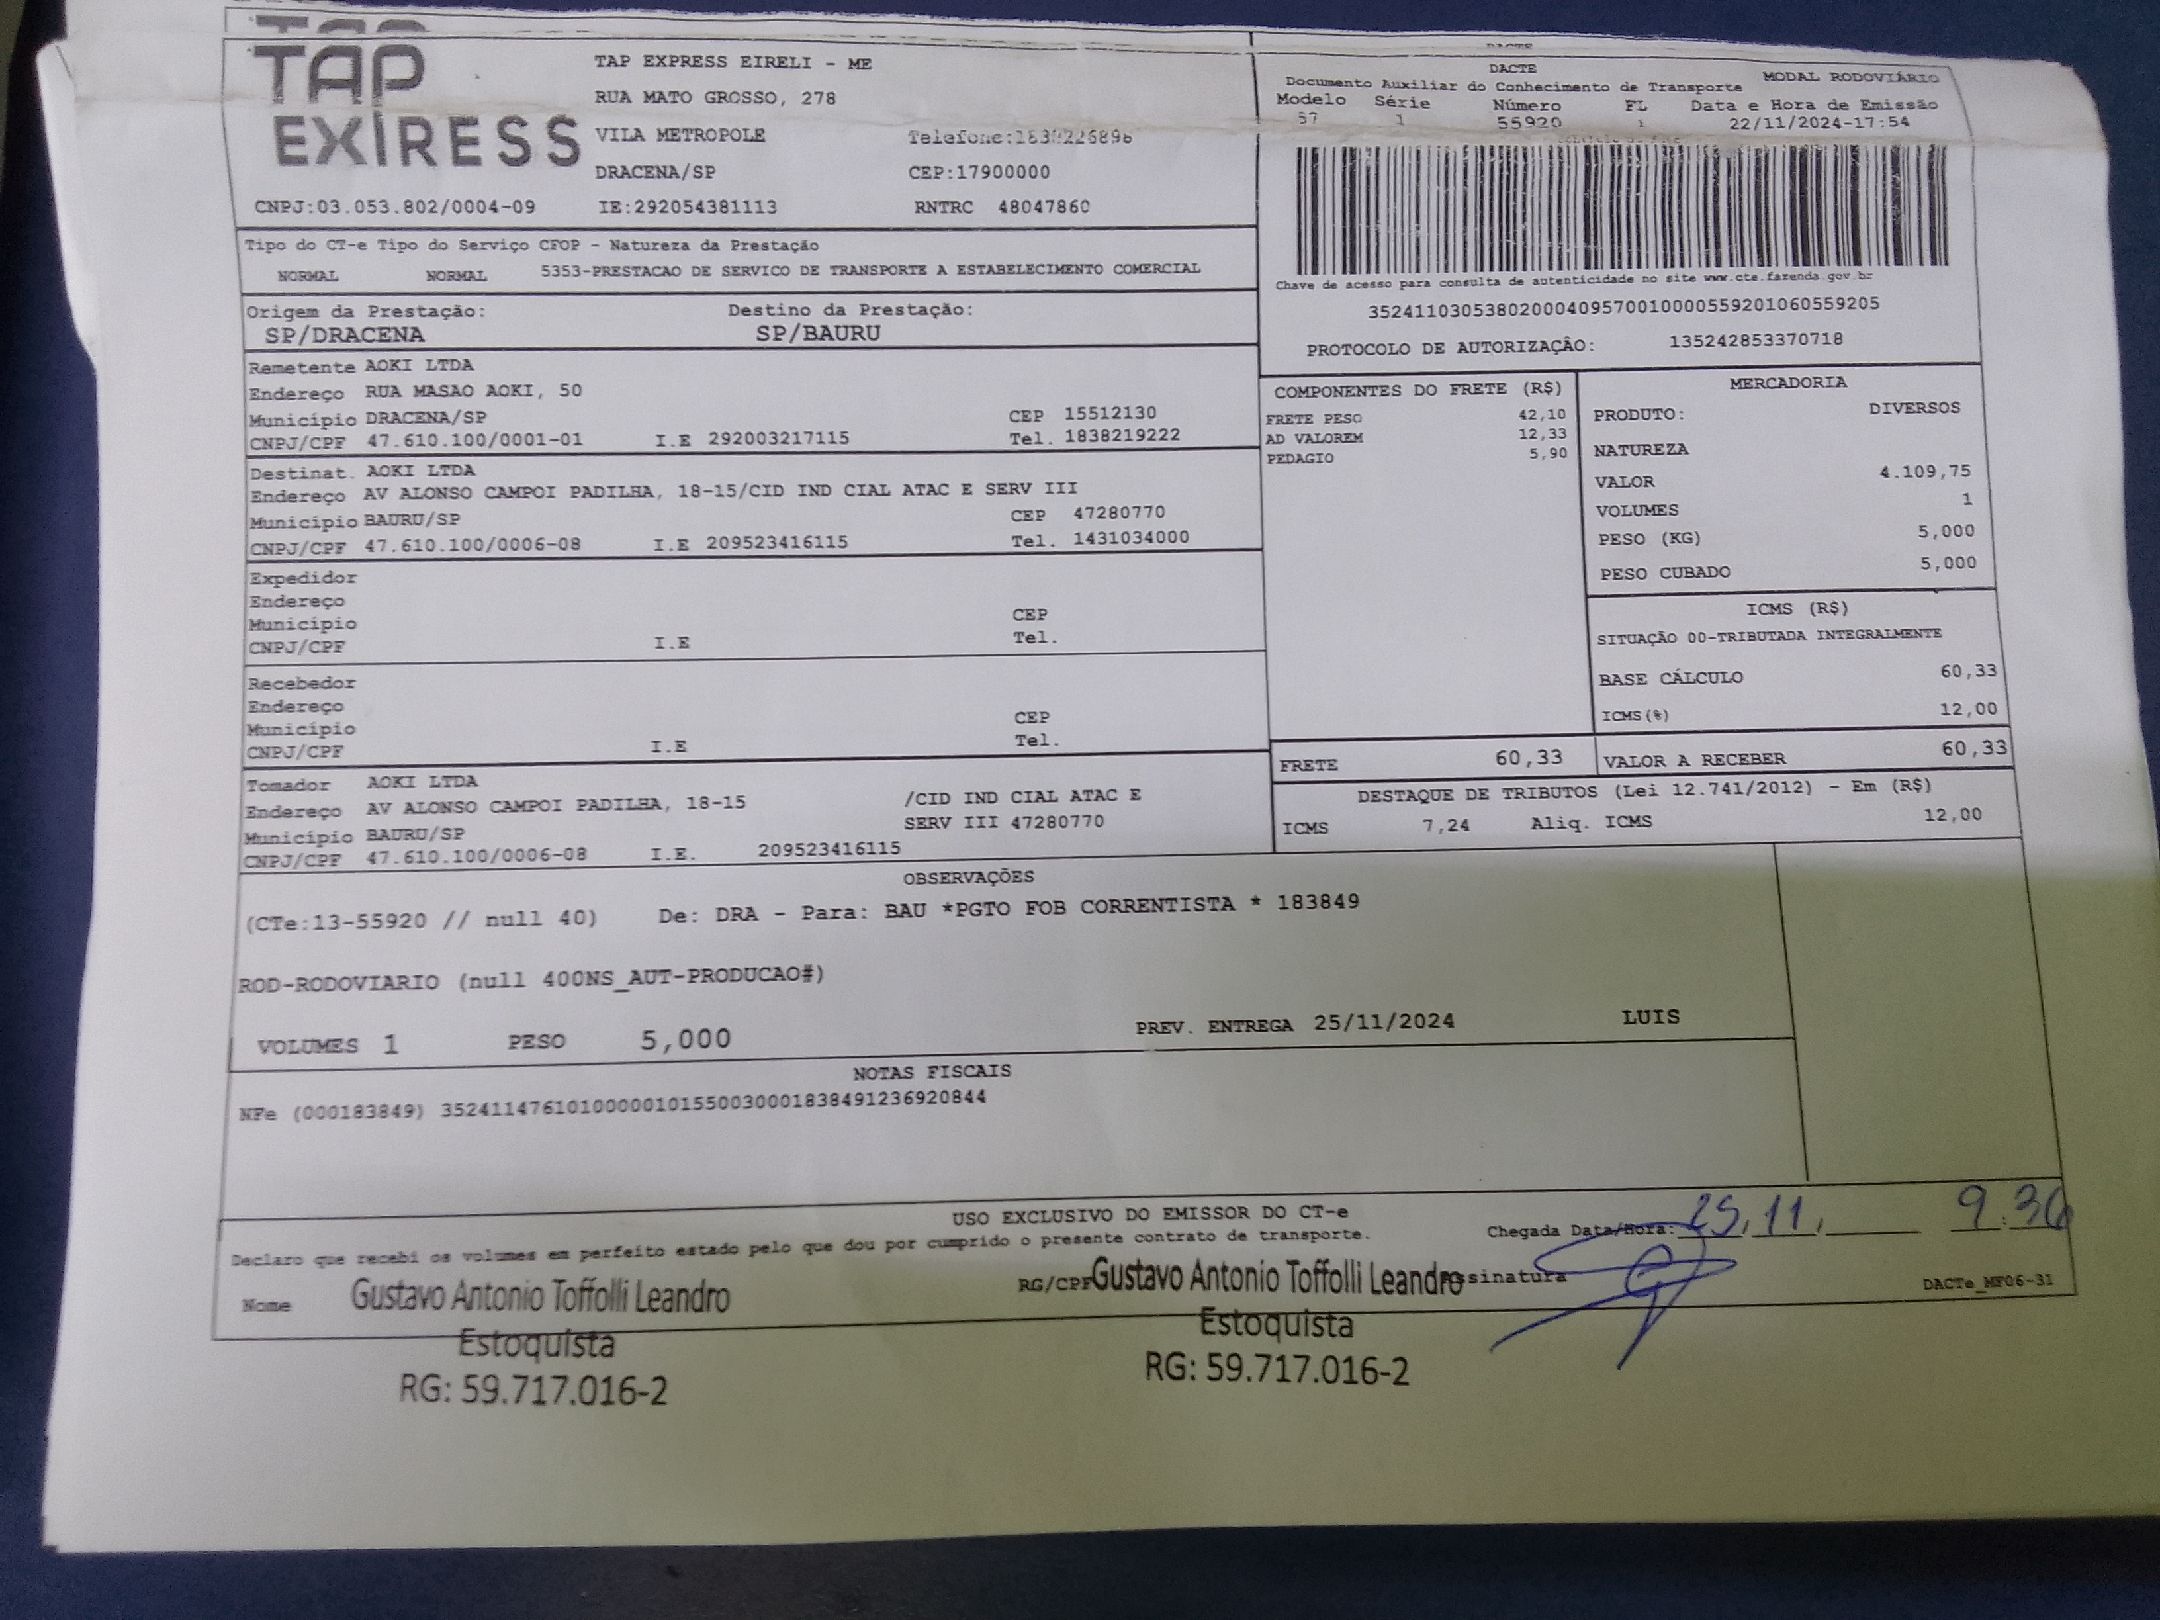 TAP
EXPRESS
TAP EXPRESS EIRELI - ME
RUA MATO GROSSO, 278
VILA METROPOLE
DRACENA/SP CEP:17900000
CNPJ:03.053.802/0004-09 IE:292054381113 RNTRC 48047860
DACTE MODAL RODOVIÁRIO
Documento Auxiliar do Conhecimento de Transporte
Modelo Série Número FL Data e Hora de Emissão
57 1 55920 1 22/11/2024-17:54
Chave de acesso para consulta de autenticidade no site www.cte.fazenda.gov.br
35241103053802000409570010000559201060559205
PROTOCOLO DE AUTORIZAÇÃO: 135242853370718
Tipo do CT-e Tipo do Serviço CFOP - Natureza da Prestação
NORMAL NORMAL 5353-PRESTACAO DE SERVICO DE TRANSPORTE A ESTABELECIMENTO COMERCIAL
Origem da Prestação: Destino da Prestação:
SP/DRACENA SP/BAURU
Remetente AOKI LTDA
Endereço RUA MASAO AOKI, 50
Município DRACENA/SP CEP 15512130
CNPJ/CPF 47.610.100/0001-01 I.E 292003217115 Tel. 1838219222
Destinat. AOKI LTDA
Endereço AV ALONSO CAMPOI PADILHA, 18-15/CID IND CIAL ATAC E SERV III
Município BAURU/SP CEP 47280770
CNPJ/CPF 47.610.100/0006-08 I.E 209523416115 Tel. 1431034000
Expedidor
Endereço
Município CEP
CNPJ/CPF I.E Tel.
Recebedor
Endereço
Município CEP
CNPJ/CPF I.E Tel.
Tomador AOKI LTDA
Endereço AV ALONSO CAMPOI PADILHA, 18-15 /CID IND CIAL ATAC E
Município BAURU/SP SERV III 47280770
CNPJ/CPF 47.610.100/0006-08 I.E. 209523416115
COMPONENTES DO FRETE (R$)
FRETE PESO 42,10
AD VALOREM 12,33
PEDAGIO 5,90
MERCADORIA
PRODUTO: DIVERSOS
NATUREZA
VALOR 4.109,75
VOLUMES 1
PESO (KG) 5,000
PESO CUBADO 5,000
ICMS (R$)
SITUAÇÃO 00-TRIBUTADA INTEGRALMENTE
BASE CÁLCULO 60,33
ICMS(%) 12,00
FRETE 60,33 VALOR A RECEBER 60,33
DESTAQUE DE TRIBUTOS (Lei 12.741/2012) - Em (R$)
ICMS 7,24 Aliq. ICMS 12,00
OBSERVAÇÕES
(CTe:13-55920 // null 40) De: DRA - Para: BAU *PGTO FOB CORRENTISTA * 183849
ROD-RODOVIARIO (null 400NS_AUT-PRODUCAO#)
VOLUMES 1 PESO 5,000 PREV. ENTREGA 25/11/2024 LUIS
NOTAS FISCAIS
NFe (000183849) 35241147610100000101550030001838491236920844
USO EXCLUSIVO DO EMISSOR DO CT-e
Declaro que recebi os volumes em perfeito estado pelo que dou por cumprido o presente contrato de transporte.
Chegada Data/Hora: 25, 11, 9:36
Nome Gustavo Antonio Toffolli Leandro RG/CPF Gustavo Antonio Toffolli Leandro Assinatura DACTe_MF06-31
Estoquista Estoquista
RG: 59.717.016-2 RG: 59.717.016-2